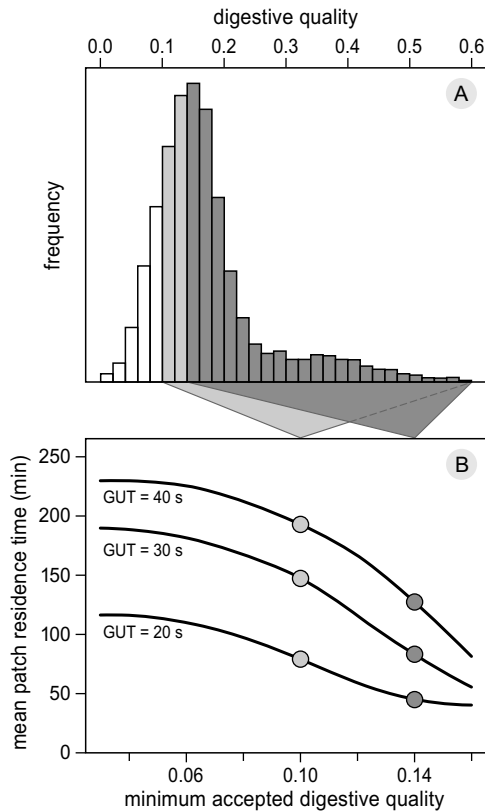 digestive quality
0.0 0.1 0.2 0.3 0.4 0.5 0.6
A
frequency
B
250
GUT = 40 s
200
GUT = 30 s
150
GUT = 20 s
100
50
0
mean patch residence time (min)
0.06 0.10 0.14
minimum accepted digestive quality